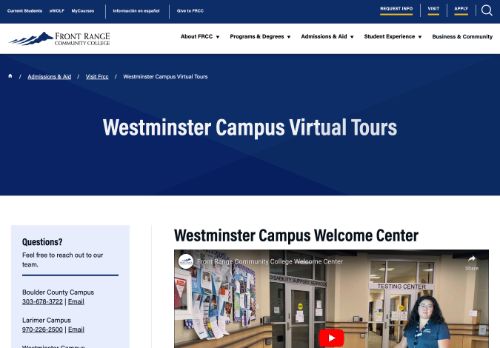 Current Students eWOLF MyCourses Información en español Give to FRCC REQUEST INFO VISIT APPLY
FRONT RANGE
COMMUNITY COLLEGE
About FRCC Programs & Degrees Admissions & Aid Student Experience Business & Community
/ Admissions & Aid / Visit Frcc / Westminster Campus Virtual Tours
Westminster Campus Virtual Tours
Questions?
Feel free to reach out to our
team.
Boulder County Campus
303-678-3722 | Email
Larimer Campus
970-226-2500 | Email
Westminster Campus
Westminster Campus Welcome Center
Front Range Community College Welcome Center
Share
DISABILITY SUPPORT SERVICES
TESTING CENTER